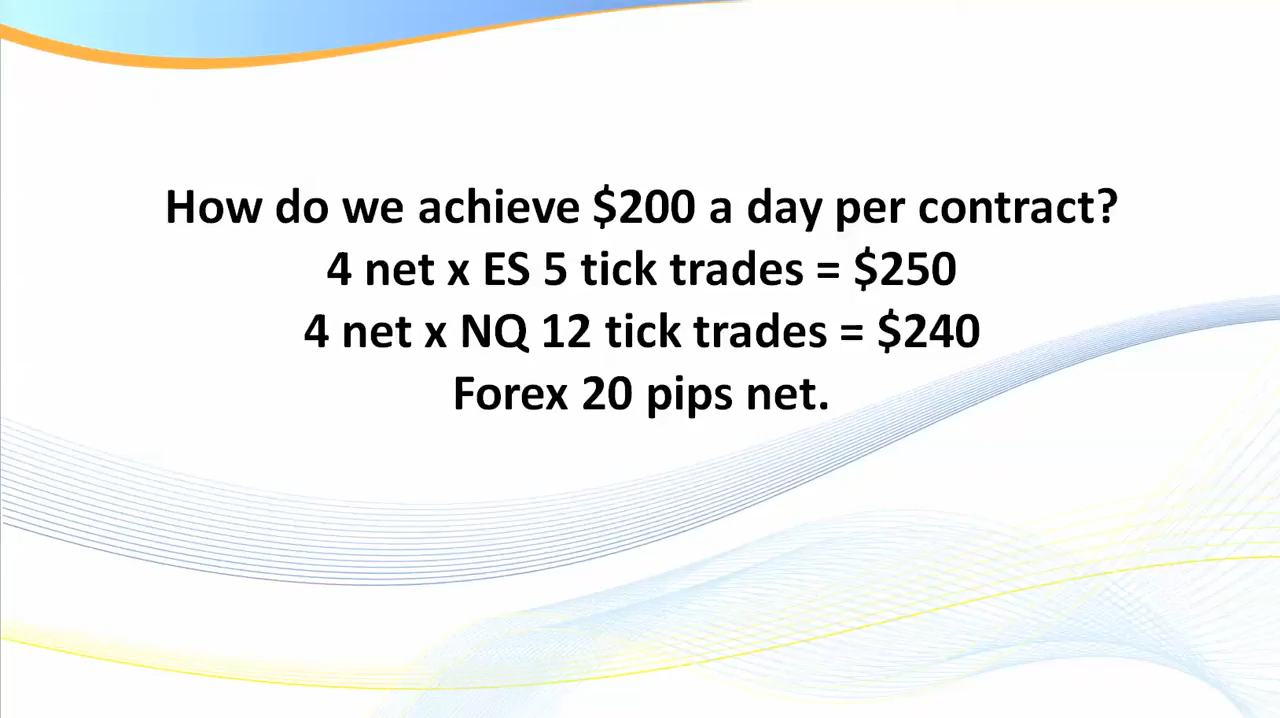 How do we achieve $200 a day per contract?
4 net x ES 5 tick trades = $250
4 net x NQ 12 tick trades = $240
Forex 20 pips net.